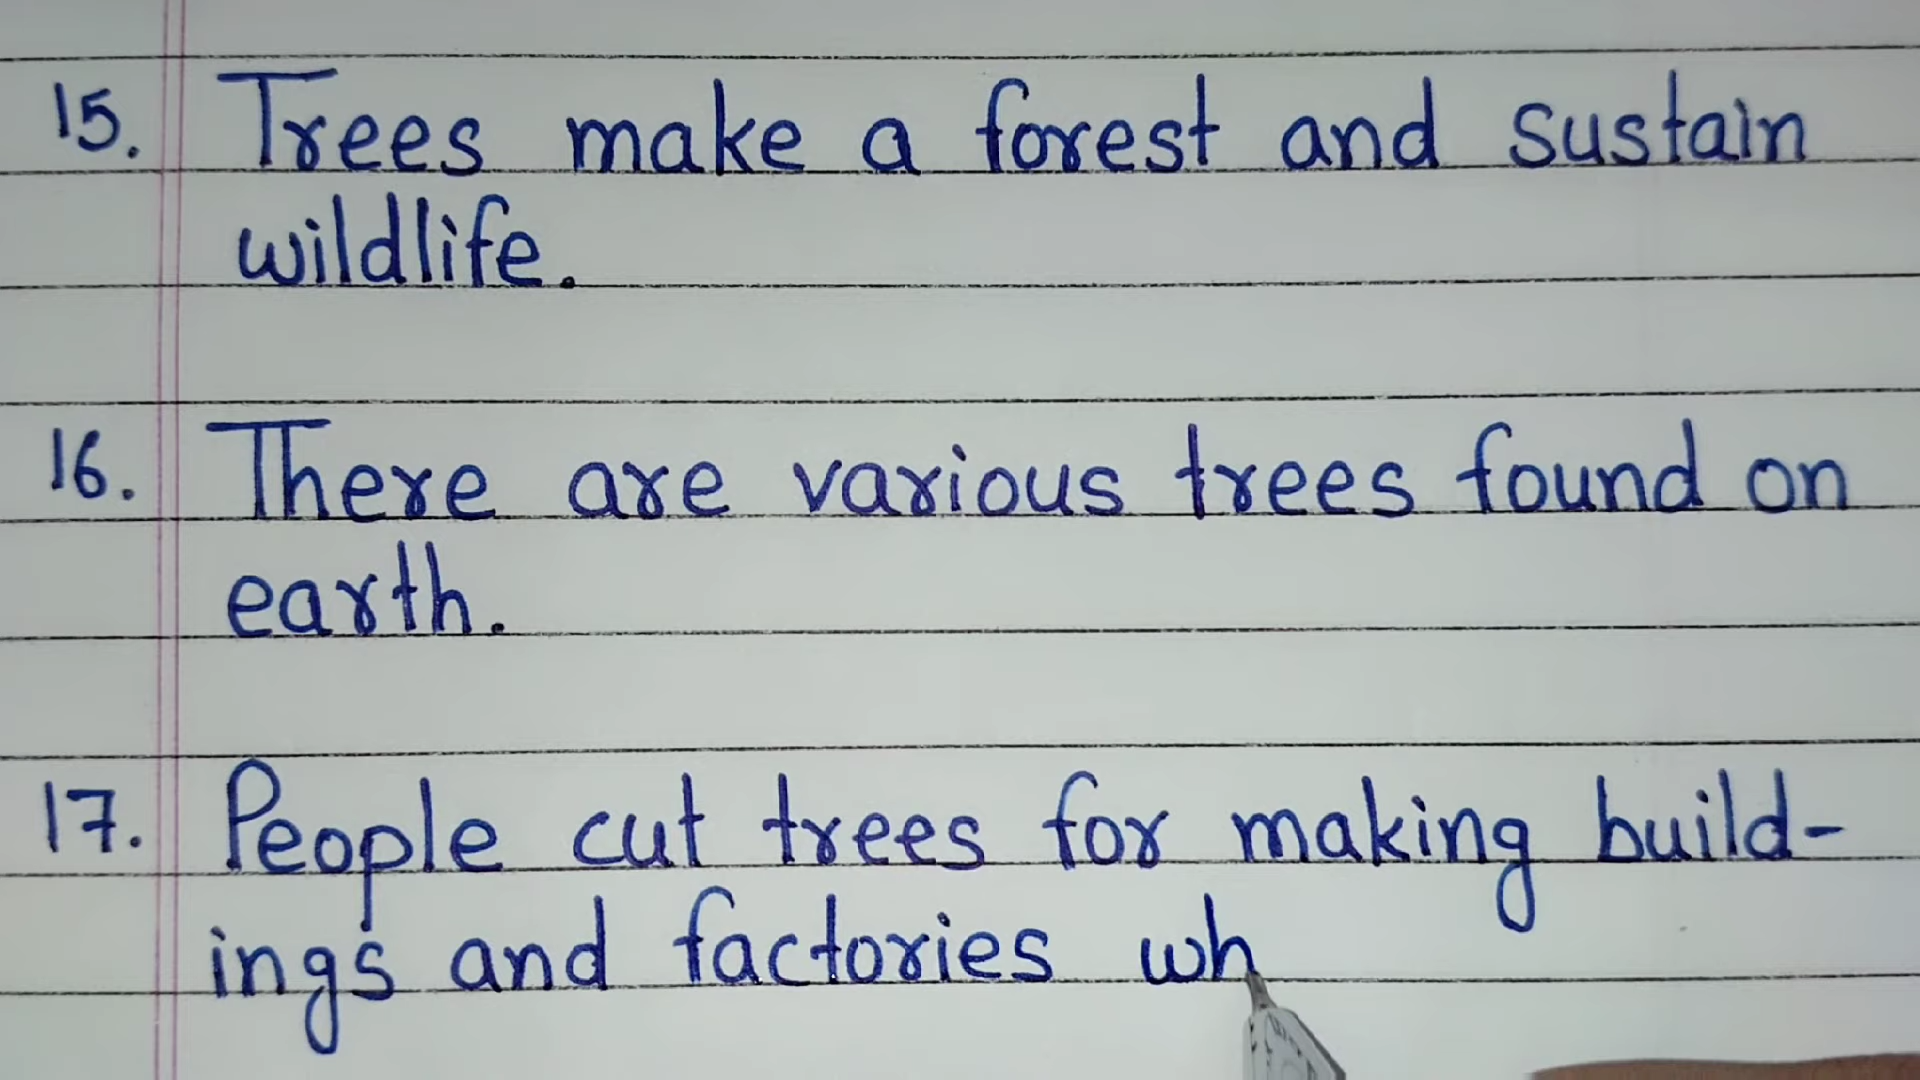 15. Trees make a forest and sustain
wildlife.
16. There are various trees found on
earth.
17. People cut trees for making build-
ings and factories wh